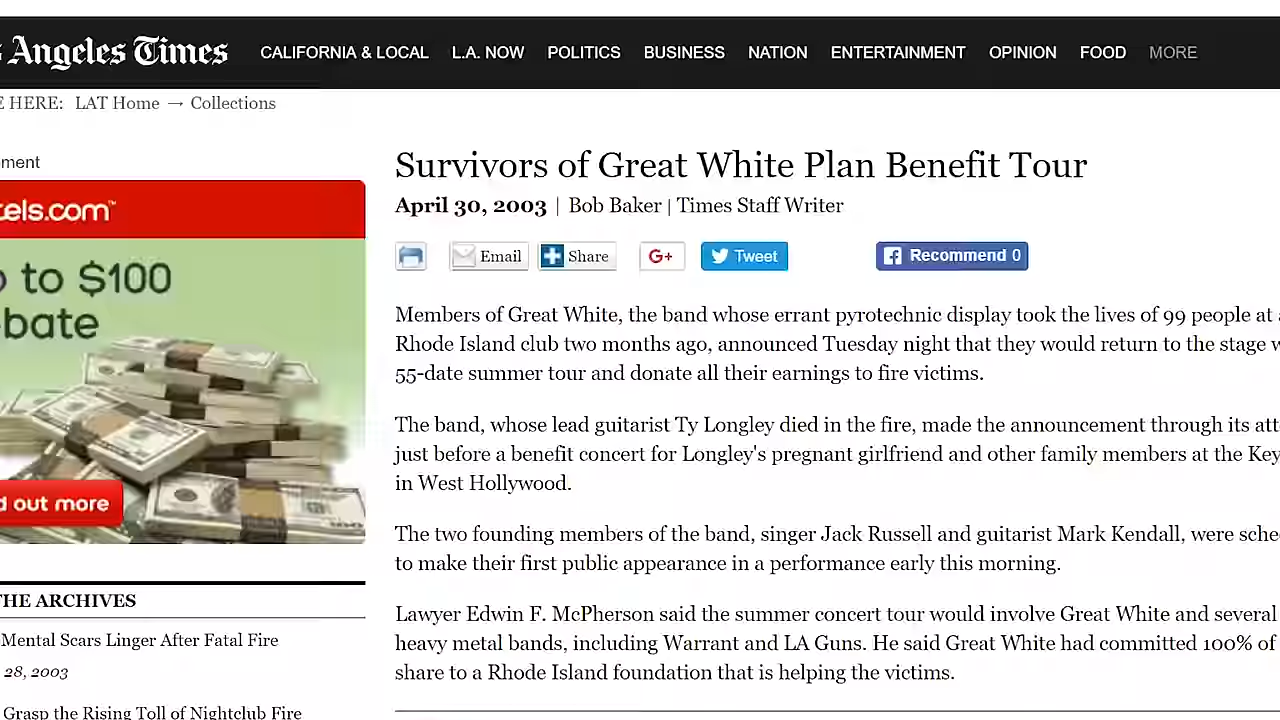 Angeles Times CALIFORNIA & LOCAL L.A. NOW POLITICS BUSINESS NATION ENTERTAINMENT OPINION FOOD MORE
HERE: LAT Home → Collections
Survivors of Great White Plan Benefit Tour
April 30, 2003 | Bob Baker | Times Staff Writer
Email Share G+ Tweet Recommend 0
Members of Great White, the band whose errant pyrotechnic display took the lives of 99 people at
Rhode Island club two months ago, announced Tuesday night that they would return to the stage
55-date summer tour and donate all their earnings to fire victims.
The band, whose lead guitarist Ty Longley died in the fire, made the announcement through its
just before a benefit concert for Longley's pregnant girlfriend and other family members at the Key
in West Hollywood.
The two founding members of the band, singer Jack Russell and guitarist Mark Kendall, were sche
to make their first public appearance in a performance early this morning.
Lawyer Edwin F. McPherson said the summer concert tour would involve Great White and several
heavy metal bands, including Warrant and LA Guns. He said Great White had committed 100% of
share to a Rhode Island foundation that is helping the victims.
ment
els.com™
to $100
bate
out more
THE ARCHIVES
Mental Scars Linger After Fatal Fire
28, 2003
Grasp the Rising Toll of Nightclub Fire